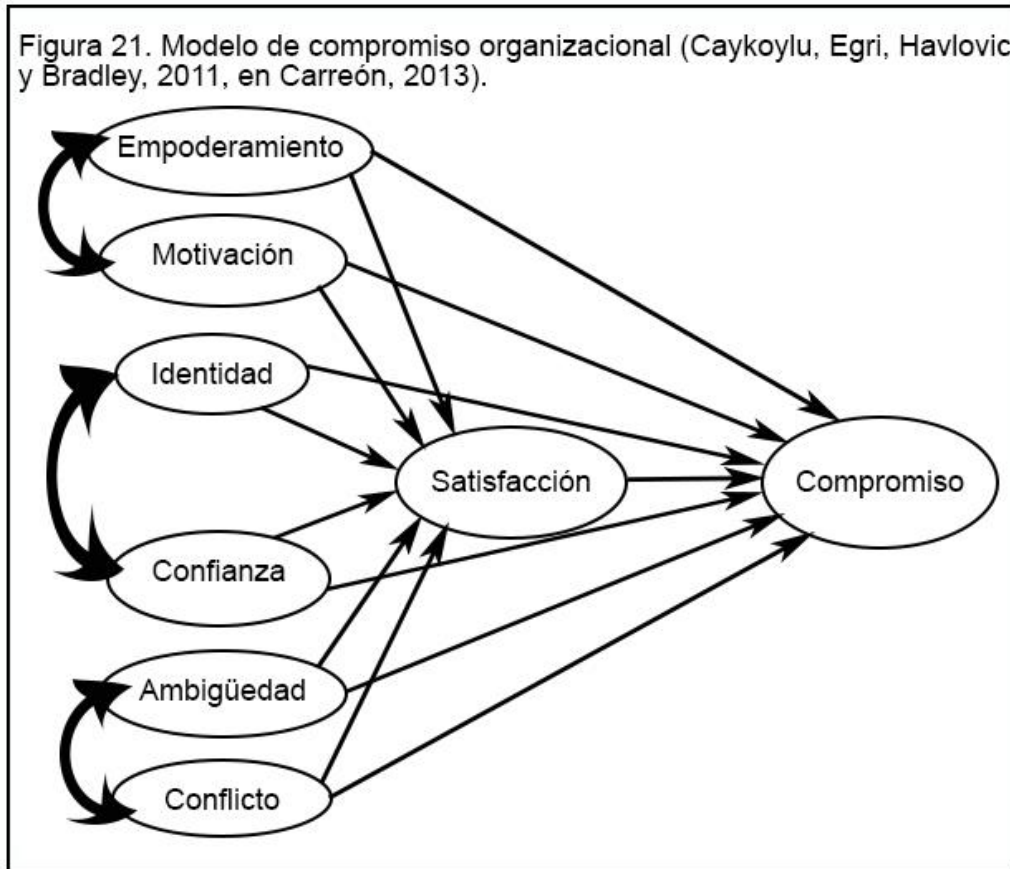 Figura 21. Modelo de compromiso organizacional (Caykoylu, Egri, Havlovic
y Bradley, 2011, en Carreón, 2013).
Empoderamiento
Motivación
Identidad
Satisfacción
Compromiso
Confianza
Ambigüedad
Conflicto